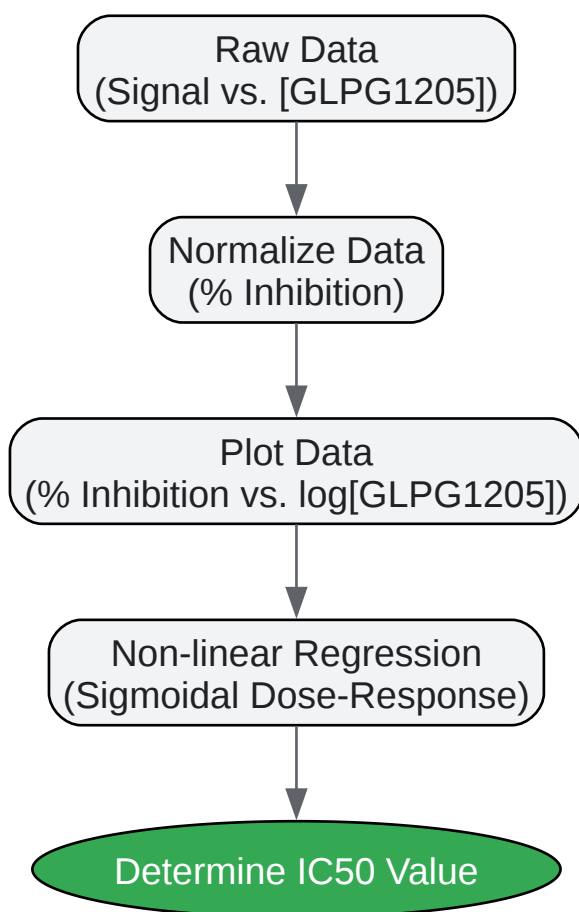 Raw Data
(Signal vs. [GLPG1205])
Normalize Data
(% Inhibition)
Plot Data
(% Inhibition vs. log[GLPG1205])
Non-linear Regression
(Sigmoidal Dose-Response)
Determine IC50 Value